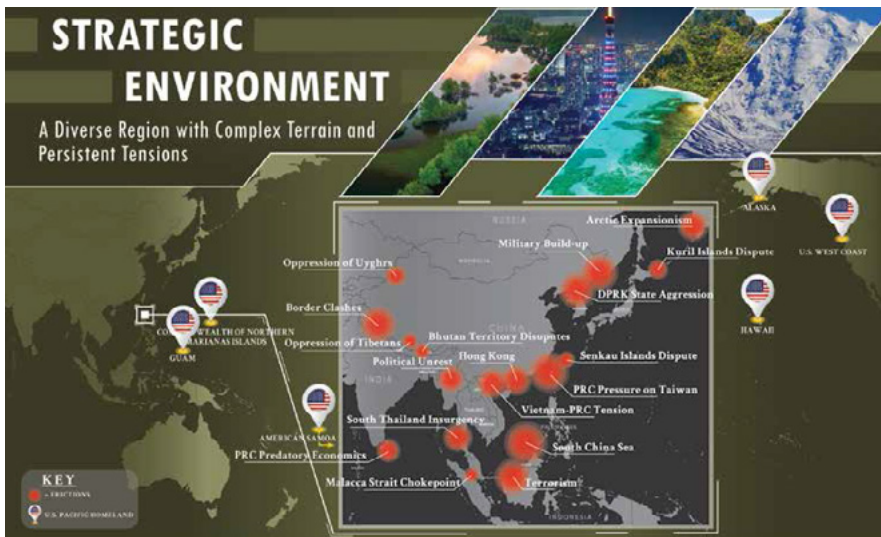 STRATEGIC
ENVIRONMENT
A Diverse Region with Complex Terrain and
Persistent Tensions
ALASKA
U.S. WEST COAST
HAWAII
GUAM
COMMONWEALTH OF NORTHERN
MARIANAS ISLANDS
AMERICAN SAMOA
RUSSIA
Arctic Expansionism
Military Build-up
MONGOLIA
Kuril Islands Dispute
Oppression of Uyghrs
DPRK State Aggression
Border Clashes
CHINA
Oppression of Tibetans
Bhutan Territory Disuputes
Political Unrest
Hong Kong
Senkau Islands Dispute
INDIA
PRC Pressure on Taiwan
Vietnam-PRC Tension
South Thailand Insurgency
PRC Predatory Economics
South China Sea
Malacca Strait Chokepoint
Terrorism
INDONESIA
KEY
= FRICTIONS
U.S. PACIFIC HOMELAND